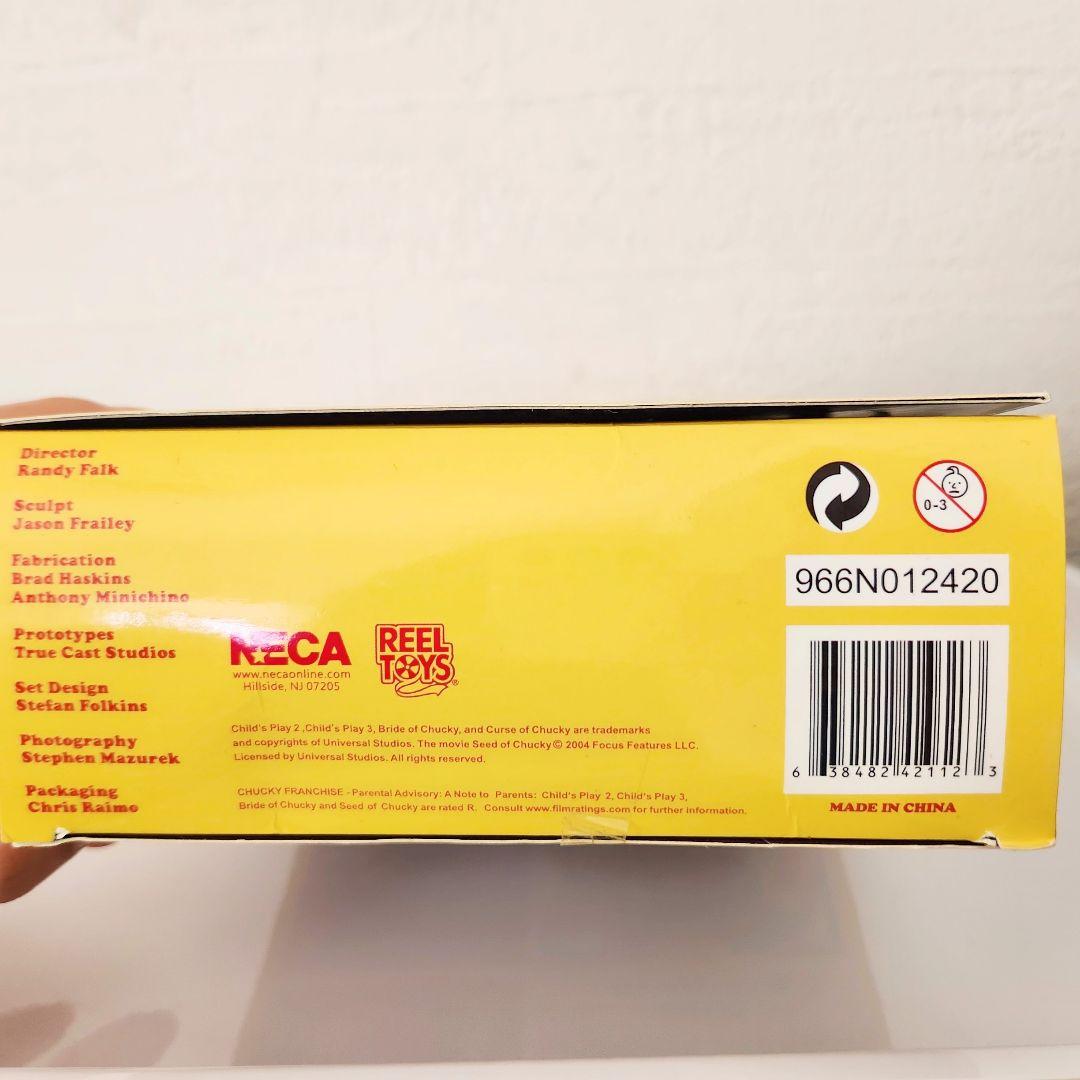 Director
Randy Falk
Sculpt
Jason Frailey
Fabrication
Brad Haskins
Anthony Minichino
Prototypes
True Cast Studios
Set Design
Stefan Folkins
Photography
Stephen Mazurek
Packaging
Chris Raimo
NECA
www.necaonline.com
Hillside, NJ 07205
REEL
TOYS®
Child's Play 2 ,Child's Play 3, Bride of Chucky, and Curse of Chucky are trademarks
and copyrights of Universal Studios. The movie Seed of Chucky© 2004 Focus Features LLC.
Licensed by Universal Studios. All rights reserved.
CHUCKY FRANCHISE - Parental Advisory: A Note to Parents: Child's Play 2, Child's Play 3,
Bride of Chucky and Seed of Chucky are rated R. Consult www.filmratings.com for further information.
0-3
966N012420
6 38482 42112 3
MADE IN CHINA